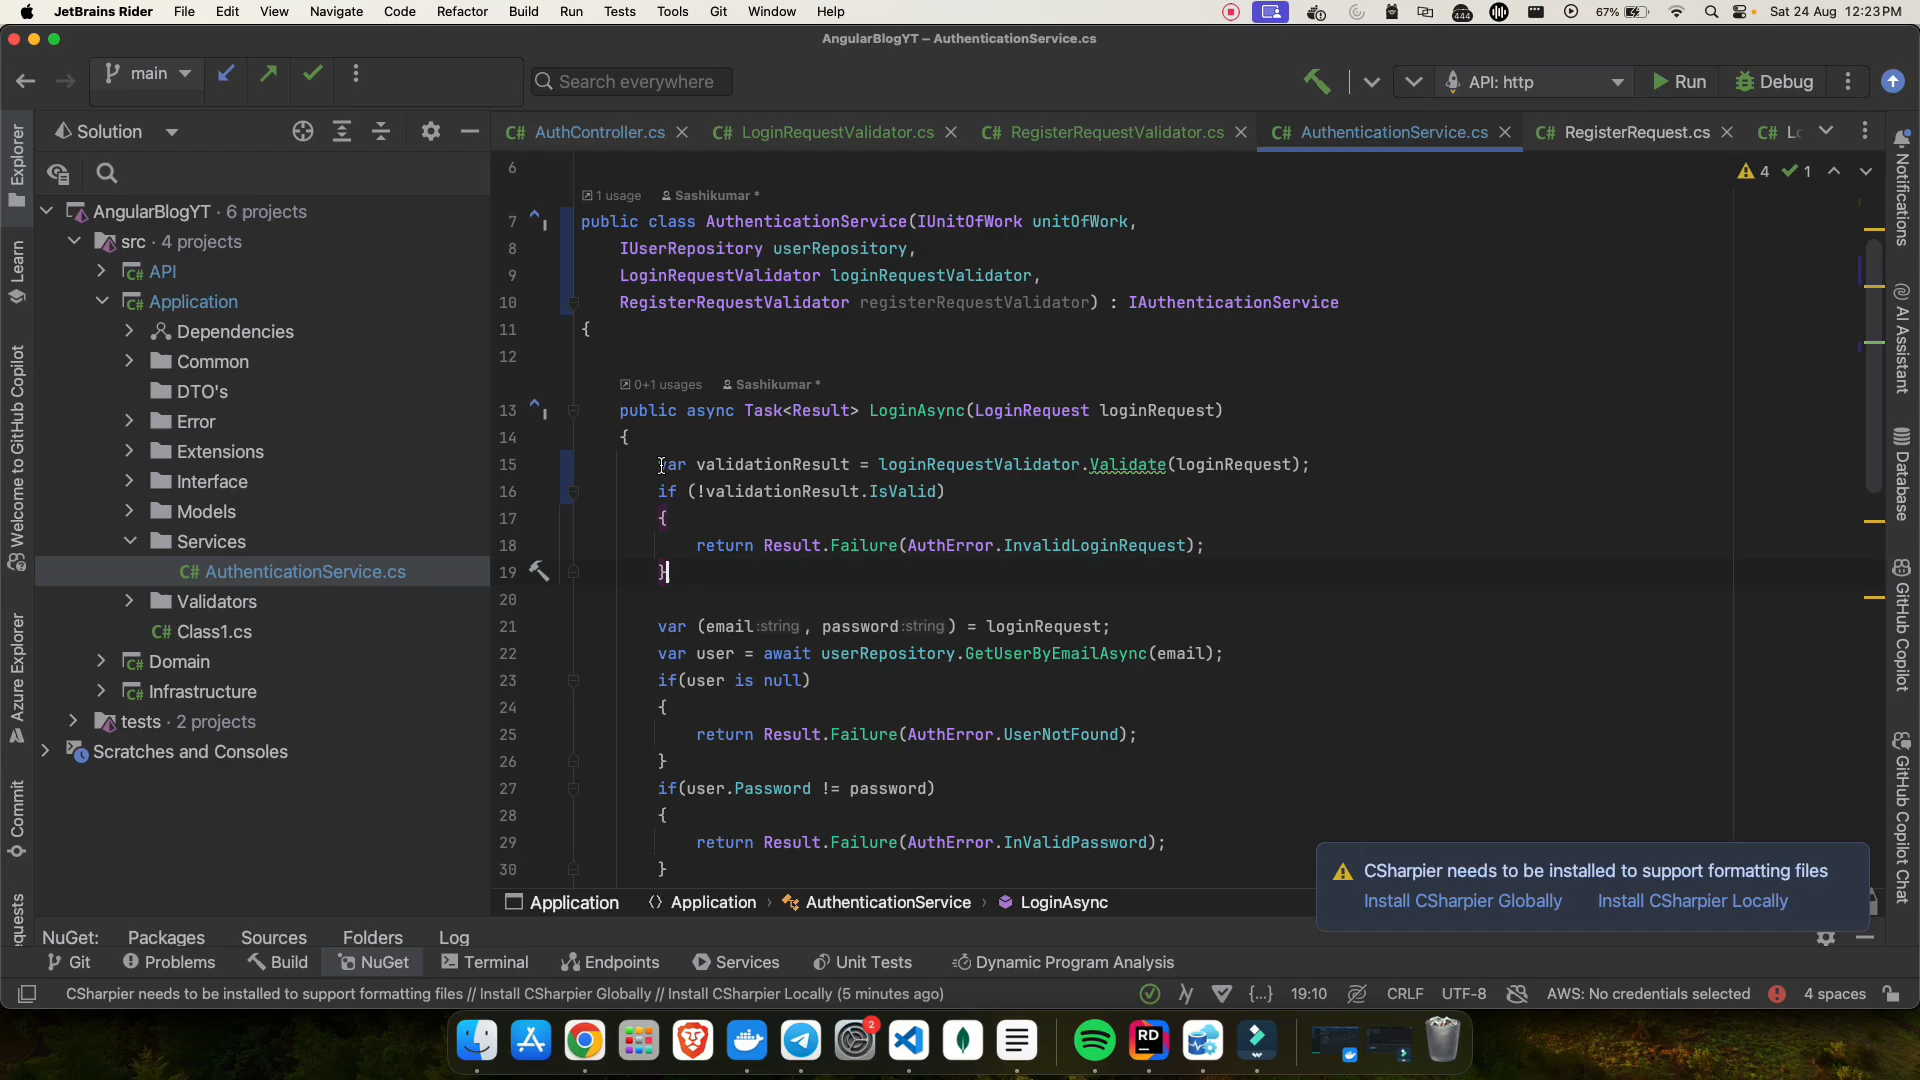 JetBrains Rider File Edit View Navigate Code Refactor Build Run Tests Tools Git Window Help 444 67% Sat 24 Aug 12:23 PM
AngularBlogYT – AuthenticationService.cs
main Search everywhere API: http Run Debug
Solution
C# AuthController.cs C# LoginRequestValidator.cs C# RegisterRequestValidator.cs C# AuthenticationService.cs C# RegisterRequest.cs C#
Explorer
Learn
Welcome to GitHub Copilot
Azure Explorer
Commit
AngularBlogYT · 6 projects
src · 4 projects
API
Application
Dependencies
Common
DTO's
Error
Extensions
Interface
Models
Services
C# AuthenticationService.cs
Validators
C# Class1.cs
Domain
Infrastructure
tests · 2 projects
Scratches and Consoles
4 1
6
1 usage Sashikumar *
7 public class AuthenticationService(IUnitOfWork unitOfWork,
8 IUserRepository userRepository,
9 LoginRequestValidator loginRequestValidator,
10 RegisterRequestValidator registerRequestValidator) : IAuthenticationService
11 {
12
0+1 usages Sashikumar *
13 public async Task<Result> LoginAsync(LoginRequest loginRequest)
14 {
15 var validationResult = loginRequestValidator.Validate(loginRequest);
16 if (!validationResult.IsValid)
17 {
18 return Result.Failure(AuthError.InvalidLoginRequest);
19 }
20
21 var (email:string, password:string) = loginRequest;
22 var user = await userRepository.GetUserByEmailAsync(email);
23 if(user is null)
24 {
25 return Result.Failure(AuthError.UserNotFound);
26 }
27 if(user.Password != password)
28 {
29 return Result.Failure(AuthError.InValidPassword);
30 }
Notifications
AI Assistant
Database
GitHub Copilot
GitHub Copilot Chat
CSharpier needs to be installed to support formatting files
Install CSharpier Globally Install CSharpier Locally
Application Application AuthenticationService LoginAsync
NuGet: Packages Sources Folders Log
Git Problems Build NuGet Terminal Endpoints Services Unit Tests Dynamic Program Analysis
CSharpier needs to be installed to support formatting files // Install CSharpier Globally // Install CSharpier Locally (5 minutes ago) {...} 19:10 CRLF UTF-8 AWS: No credentials selected 4 spaces
2
RD